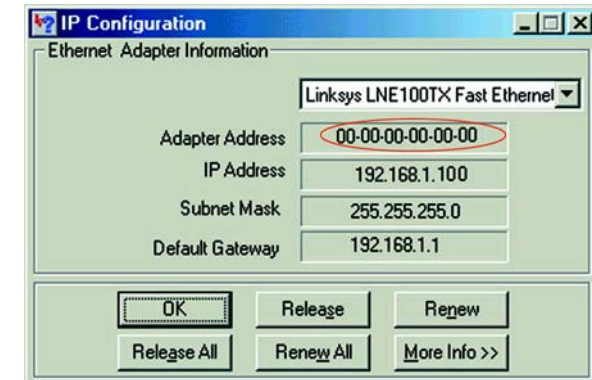 IP Configuration
Ethernet Adapter Information
Linksys LNE100TX Fast Ethernet
Adapter Address 00-00-00-00-00-00
IP Address 192.168.1.100
Subnet Mask 255.255.255.0
Default Gateway 192.168.1.1
OK Release Renew
Release All Renew All More Info >>